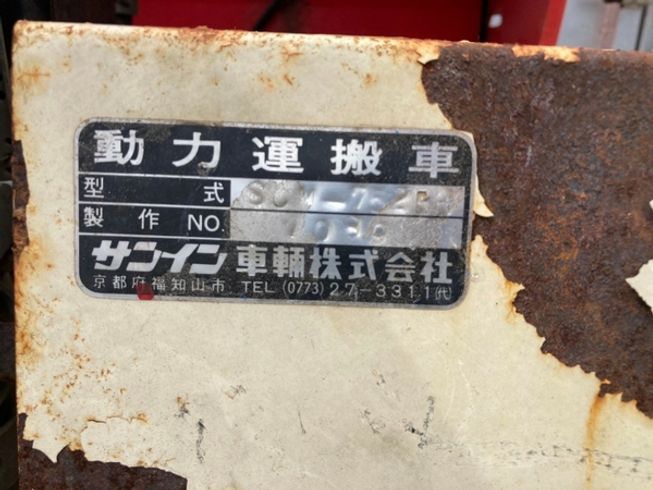 動力運搬車
型式
製作NO.
サンイン車輛株式会社
京都府福知山市 TEL (0773)27-3311(代)